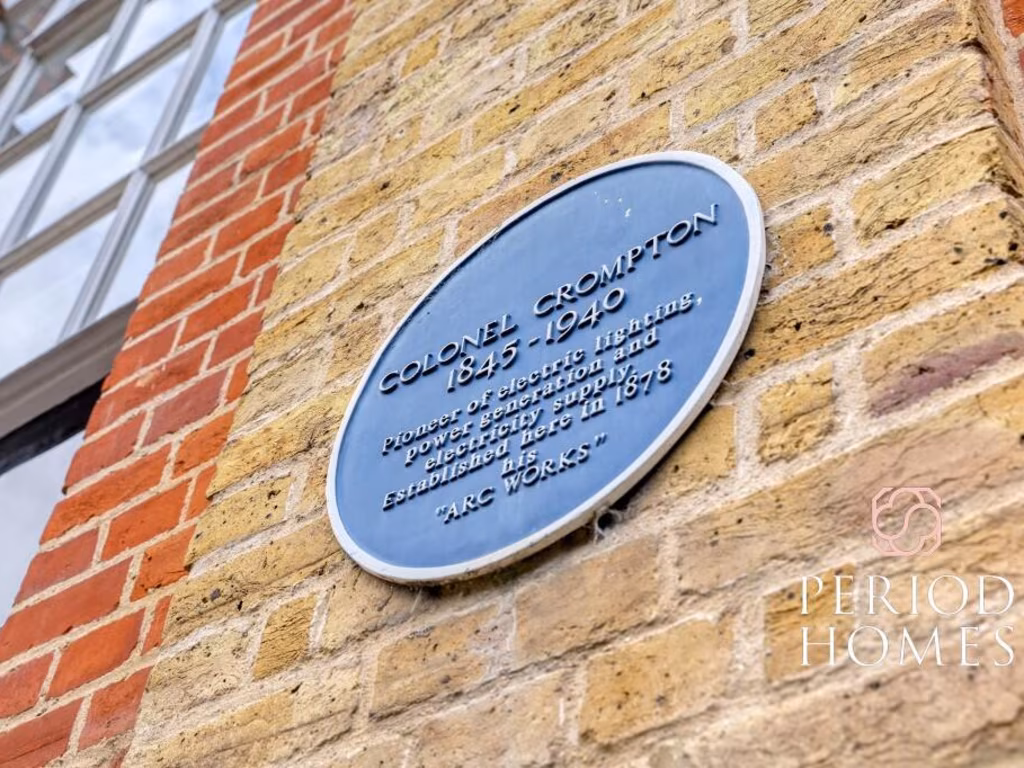 COLONEL CROMPTON
1845-1940
Pioneer of electric lighting,
power generation and
electricity supply.
Established here in 1878
his
"ARC WORKS"
PERIOD
HOMES